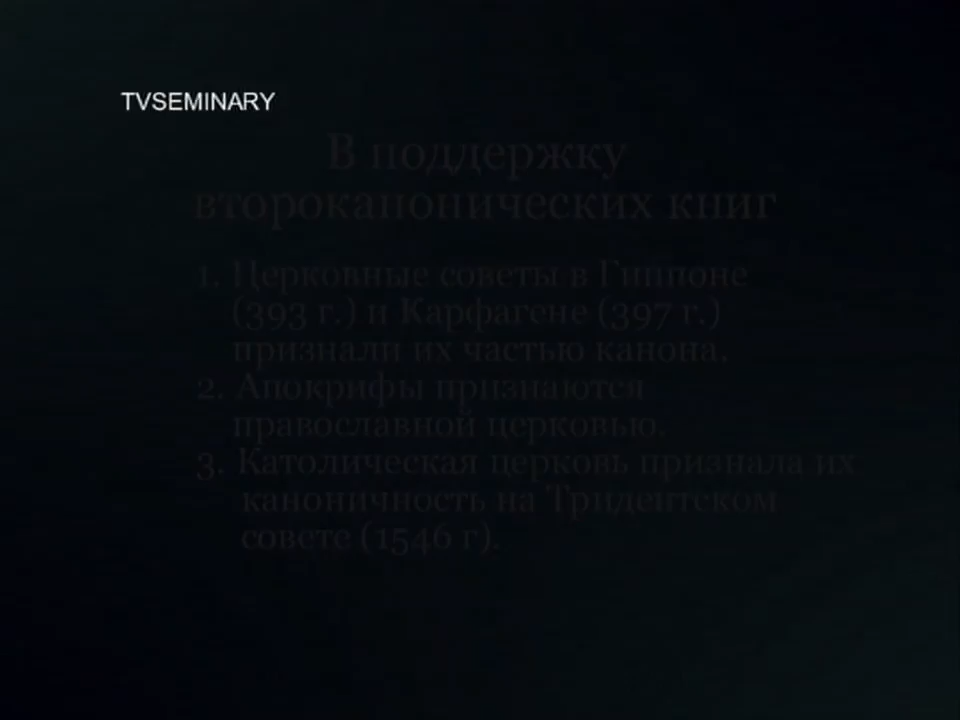 TVSEMINARY
В поддержку
второканонических книг
1. Церковные советы в Гиппоне
(393 г.) и Карфагене (397 г.)
признали их частью канона.
2. Апокрифы признаются
православной церковью.
3. Католическая церковь признала их
каноничность на Тридентском
совете (1546 г).